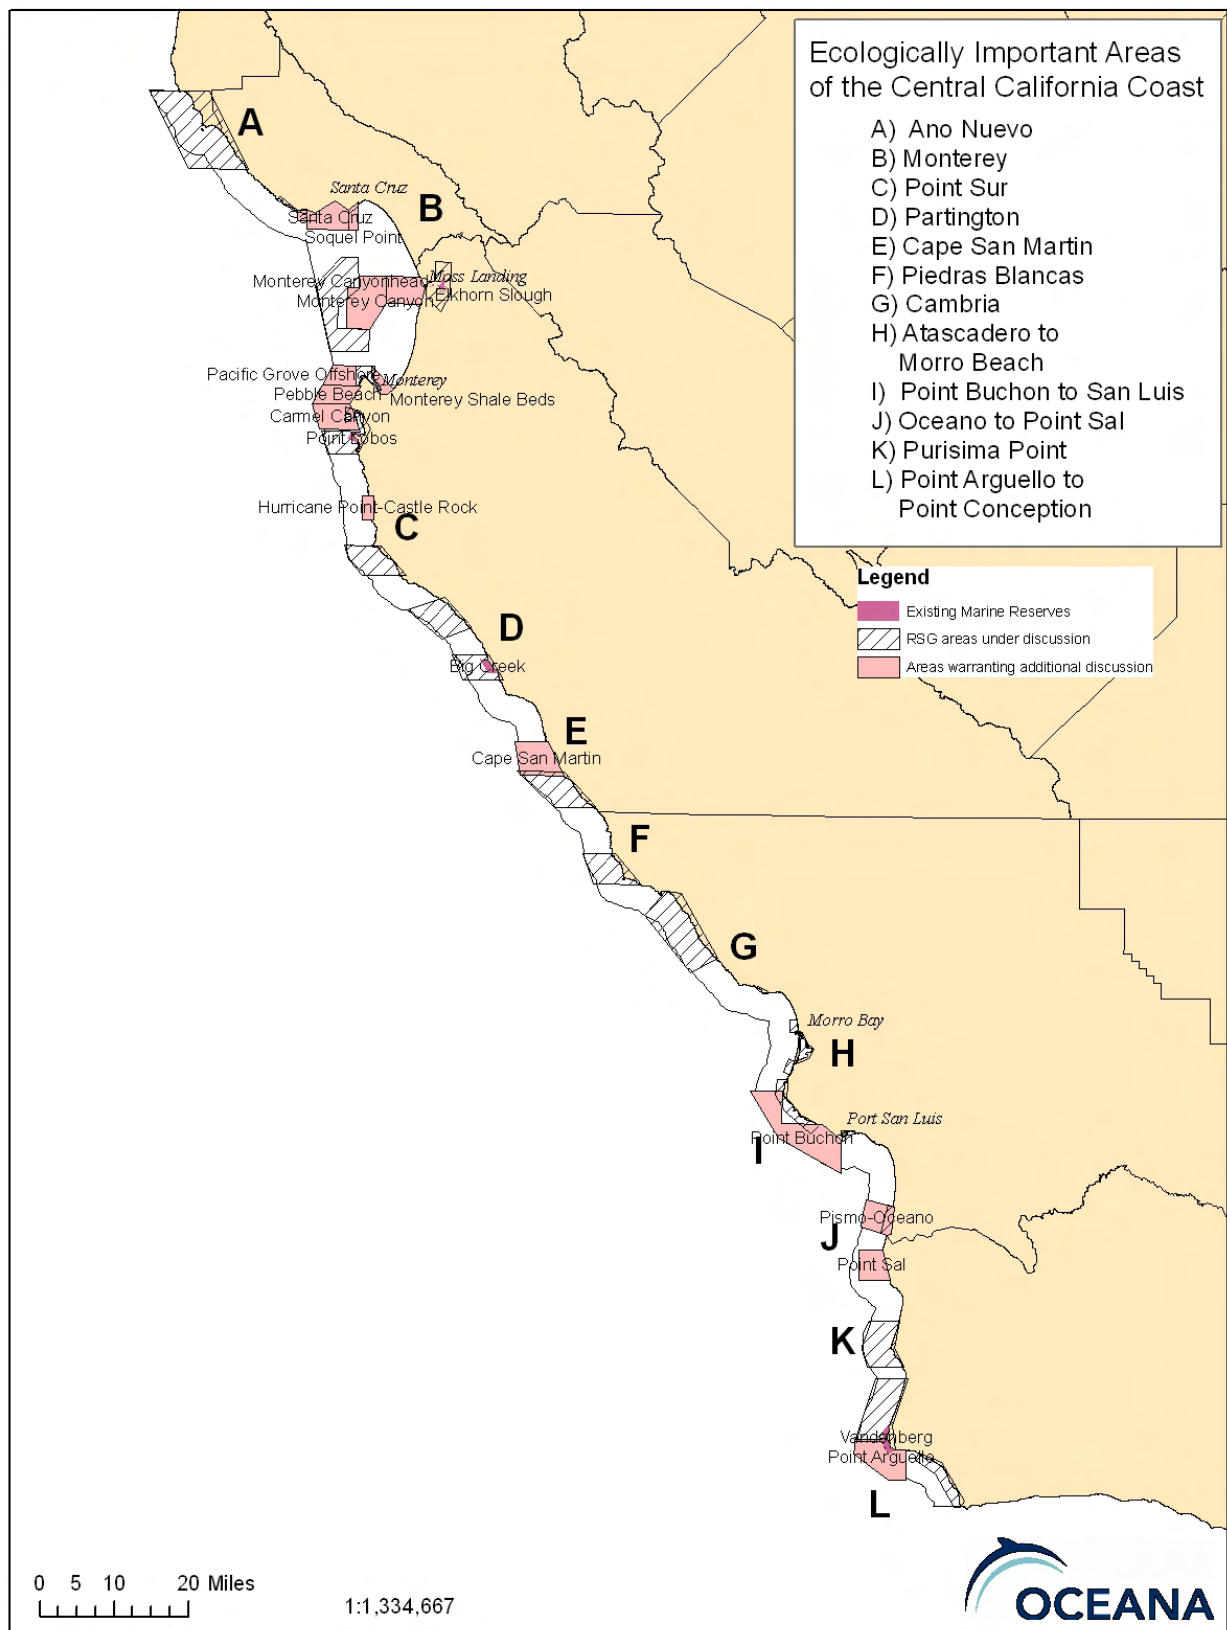 Ecologically Important Areas
of the Central California Coast
A) Ano Nuevo
B) Monterey
C) Point Sur
D) Partington
E) Cape San Martin
F) Piedras Blancas
G) Cambria
H) Atascadero to
Morro Beach
I) Point Buchon to San Luis
J) Oceano to Point Sal
K) Purisima Point
L) Point Arguello to
Point Conception
Legend
Existing Marine Reserves
RSG areas under discussion
Areas warranting additional discussion
A
Santa Cruz
B
Santa Cruz
Soquel Point
Monterey Canyonhead
Moss Landing
Monterey Canyon
Elkhorn Slough
Pacific Grove Offshore
Monterey
Pebble Beach
Monterey Shale Beds
Carmel Canyon
Point Lobos
Hurricane Point-Castle Rock
C
D
Big Creek
E
Cape San Martin
F
G
Morro Bay
H
Port San Luis
Point Buchon
I
Pismo-Oceano
J
Point Sal
K
Vandenberg
Point Arguello
L
0 5 10 20 Miles
1:1,334,667
OCEANA